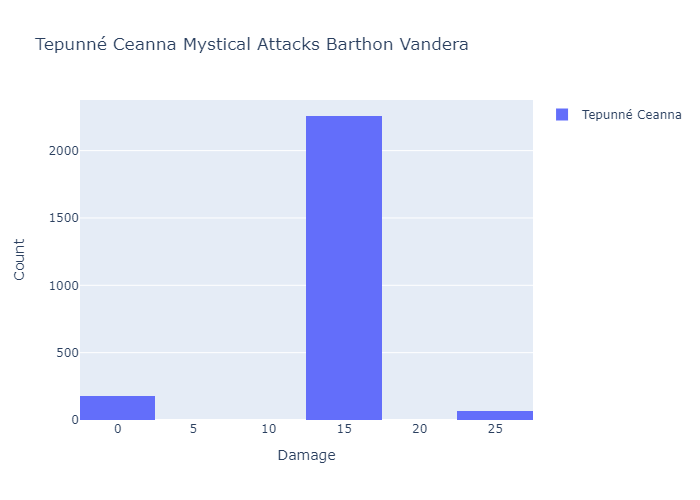 Tepunné Ceanna Mystical Attacks Barthon Vandera
Tepunné Ceanna
2000
1500
1000
500
0
Count
0 5 10 15 20 25
Damage